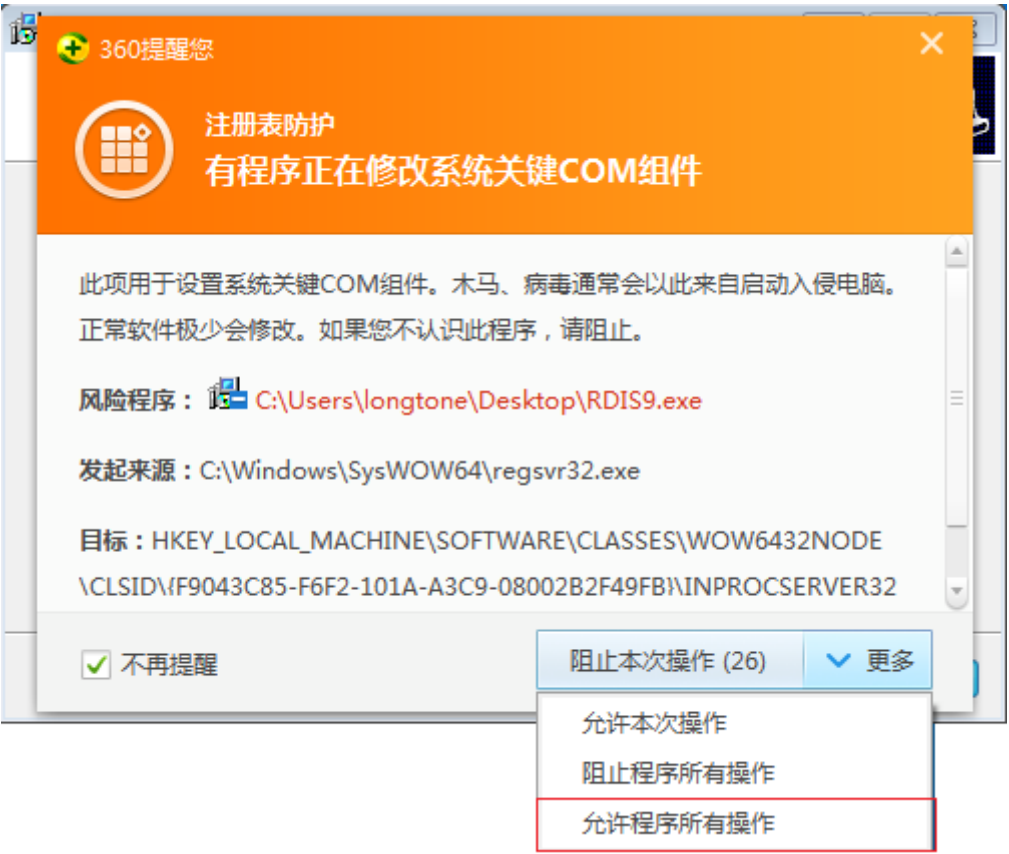 360提醒您
注册表防护
有程序正在修改系统关键COM组件
此项用于设置系统关键COM组件。木马、病毒通常会以此来自启动入侵电脑。
正常软件极少会修改。如果您不认识此程序，请阻止。
风险程序： C:\Users\longtone\Desktop\RDIS9.exe
发起来源：C:\Windows\SysWOW64\regsvr32.exe
目标：HKEY_LOCAL_MACHINE\SOFTWARE\CLASSES\WOW6432NODE
\CLSID\{F9043C85-F6F2-101A-A3C9-08002B2F49FB}\INPROCSERVER32
不再提醒
阻止本次操作 (26) 更多
允许本次操作
阻止程序所有操作
允许程序所有操作